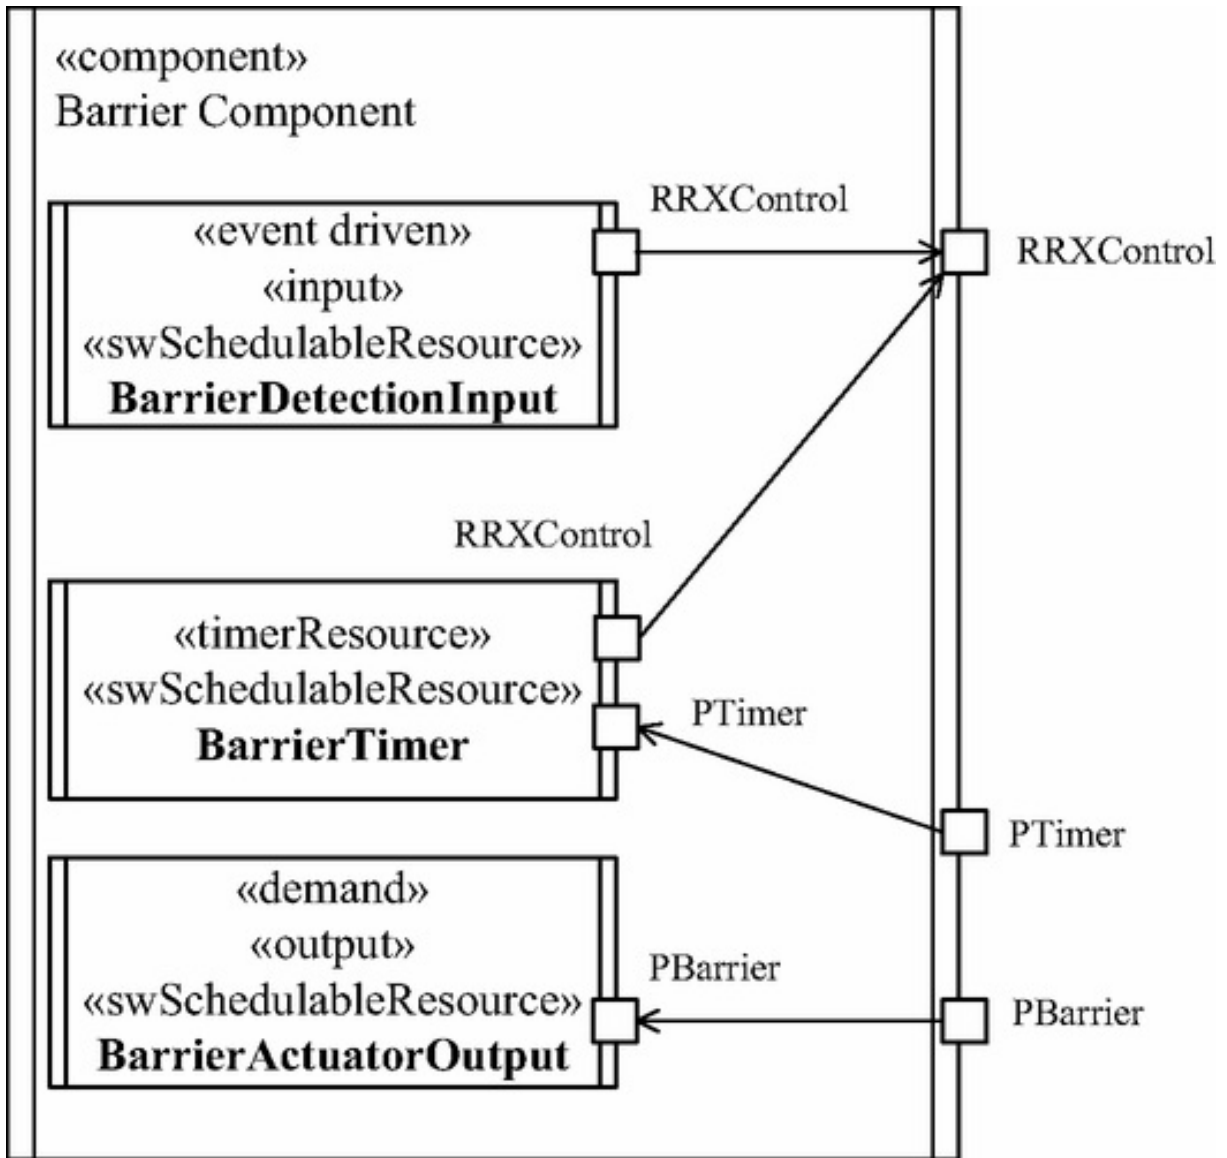 «component»
Barrier Component
RRXControl
«event driven»
«input»
«swSchedulableResource»
BarrierDetectionInput
RRXControl
RRXControl
«timerResource»
«swSchedulableResource»
BarrierTimer
PTimer
PTimer
«demand»
«output»
«swSchedulableResource»
BarrierActuatorOutput
PBarrier
PBarrier